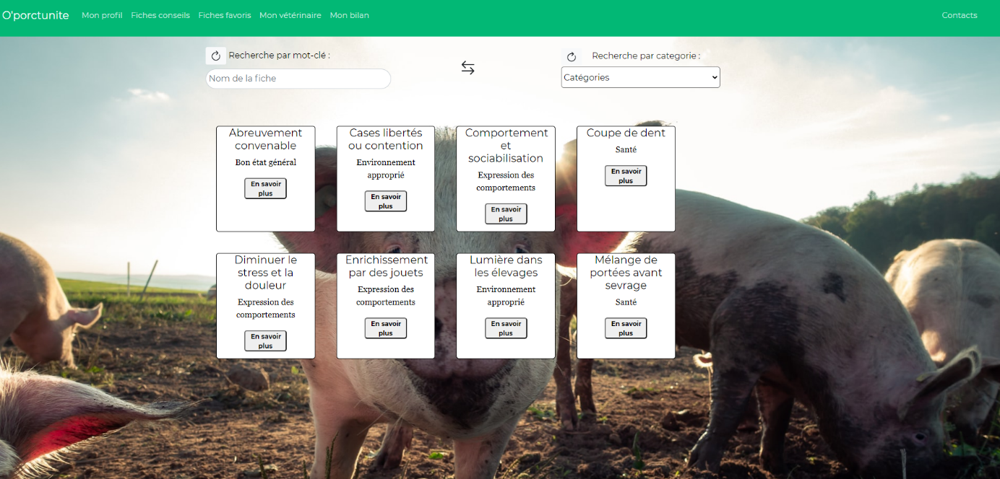 O'porctunite Mon profil Fiches conseils Fiches favoris Mon vétérinaire Mon bilan Contacts
Recherche par mot-clé :
Nom de la fiche
Recherche par categorie :
Catégories
Abreuvement
convenable
Bon état général
En savoir
plus
Cases libertés
ou contention
Environnement
approprié
En savoir
plus
Comportement
et
sociabilisation
Expression des
comportements
En savoir
plus
Coupe de dent
Santé
En savoir
plus
Diminuer le
stress et la
douleur
Expression des
comportements
En savoir
plus
Enrichissement
par des jouets
Expression des
comportements
En savoir
plus
Lumière dans
les élevages
Environnement
approprié
En savoir
plus
Mélange de
portées avant
sevrage
Santé
En savoir
plus